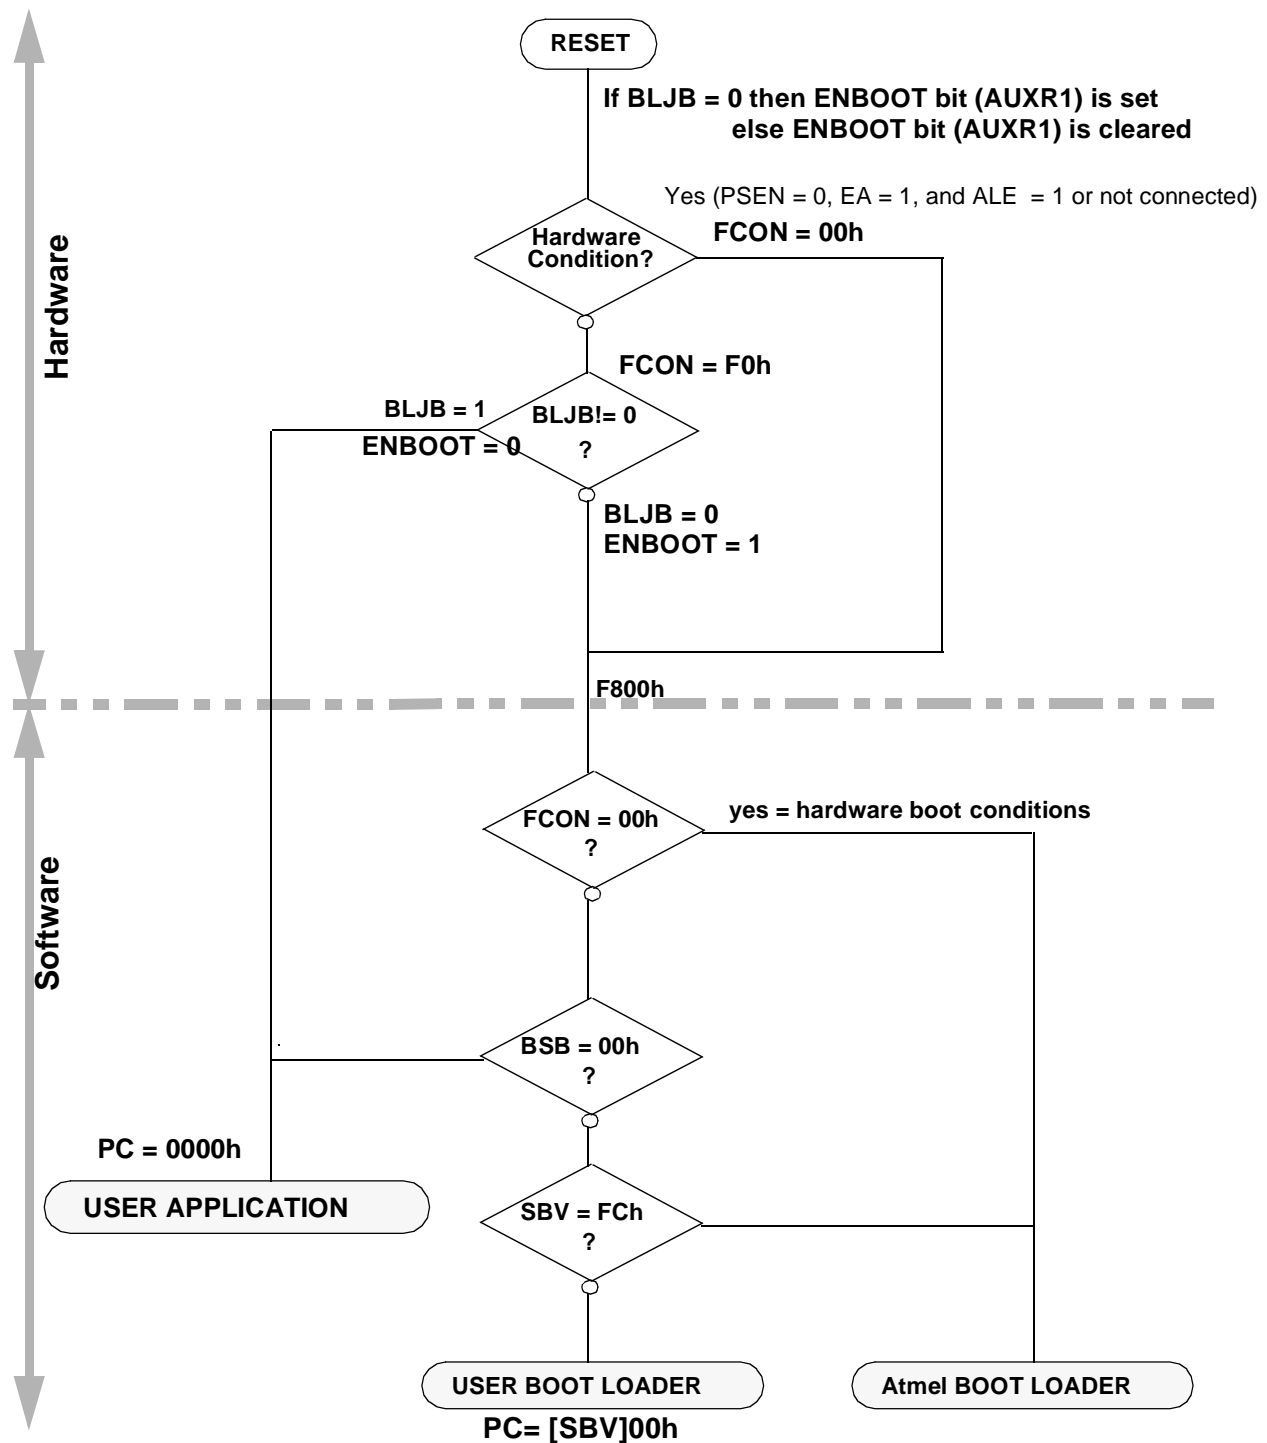 RESET
If BLJB = 0 then ENBOOT bit (AUXR1) is set
else ENBOOT bit (AUXR1) is cleared
Yes (PSEN = 0, EA = 1, and ALE = 1 or not connected)
FCON = 00h
Hardware
Condition?
Hardware
FCON = F0h
BLJB = 1
ENBOOT = 0
BLJB!= 0
?
BLJB = 0
ENBOOT = 1
F800h
FCON = 00h
?
yes = hardware boot conditions
Software
BSB = 00h
?
PC = 0000h
USER APPLICATION
SBV = FCh
?
USER BOOT LOADER
PC= [SBV]00h
Atmel BOOT LOADER